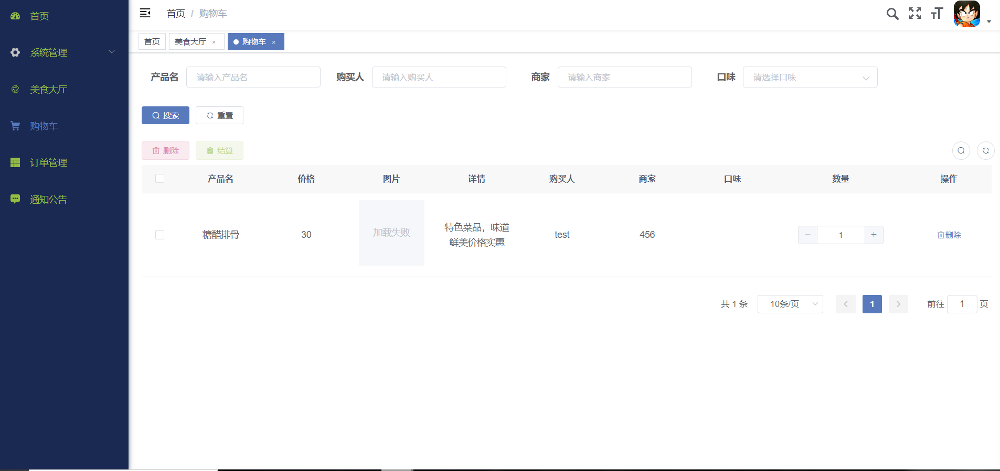 首页
系统管理
美食大厅
购物车
订单管理
通知公告
首页 / 购物车
首页
美食大厅 ×
购物车 ×
产品名 请输入产品名
购买人 请输入购买人
商家 请输入商家
口味 请选择口味
搜索 重置
删除 结算
产品名 价格 图片 详情 购买人 商家 口味 数量 操作
糖醋排骨 30 加载失败 特色菜品，味道
鲜美价格实惠 test 456 − 1 + 删除
共 1 条 10条/页 1 前往 1 页